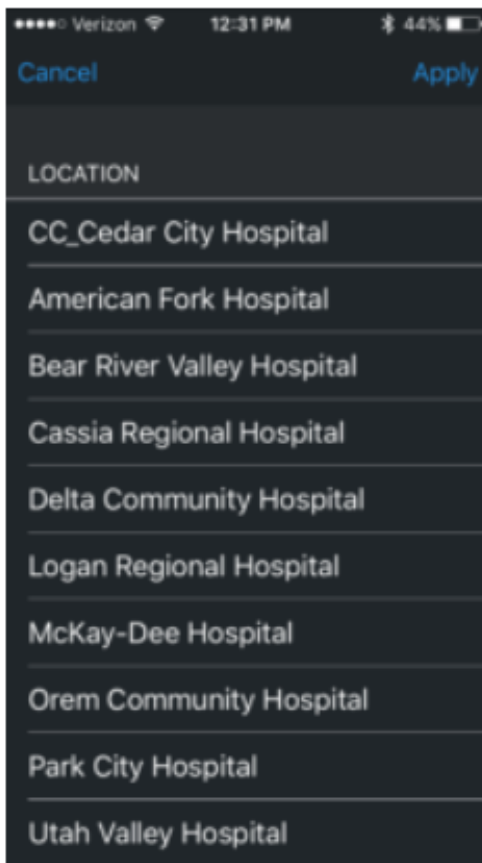 Verizon 12:31 PM 44%
Cancel Apply
LOCATION
CC_Cedar City Hospital
American Fork Hospital
Bear River Valley Hospital
Cassia Regional Hospital
Delta Community Hospital
Logan Regional Hospital
McKay-Dee Hospital
Orem Community Hospital
Park City Hospital
Utah Valley Hospital